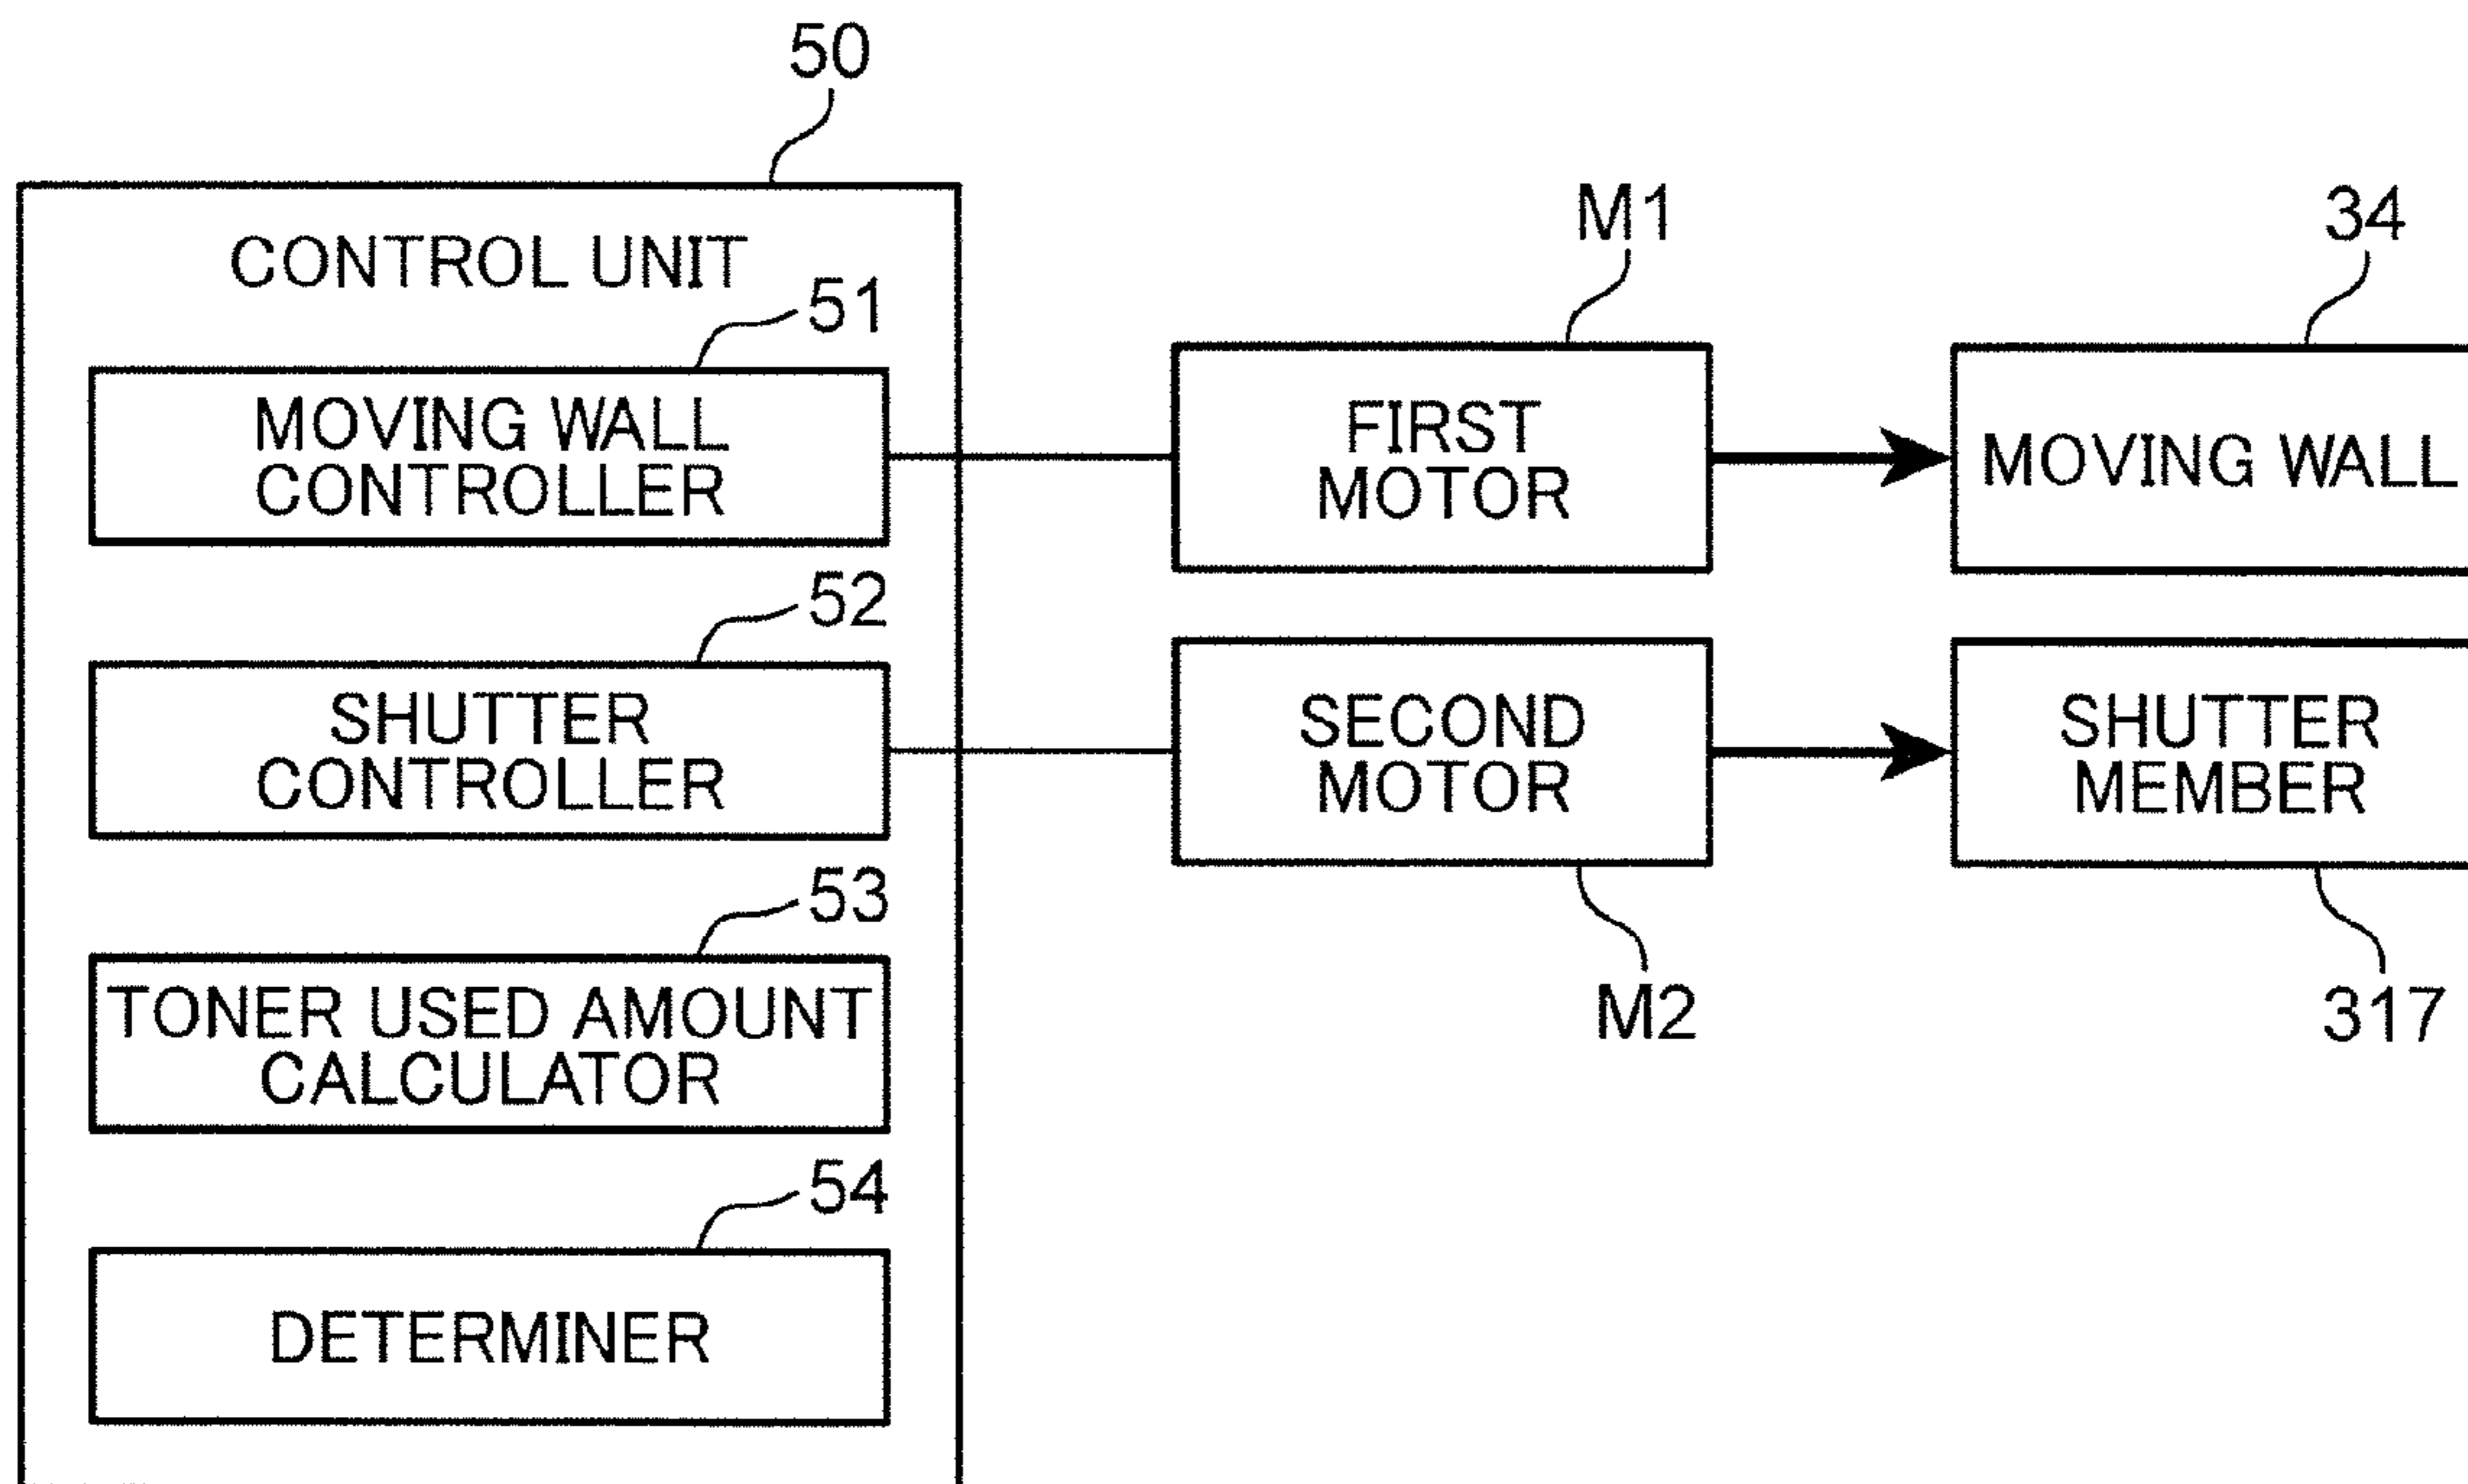 50
CONTROL UNIT
51
MOVING WALL
CONTROLLER
M1
FIRST
MOTOR
34
MOVING WALL
52
SHUTTER
CONTROLLER
SECOND
MOTOR
M2
SHUTTER
MEMBER
317
53
TONER USED AMOUNT
CALCULATOR
54
DETERMINER